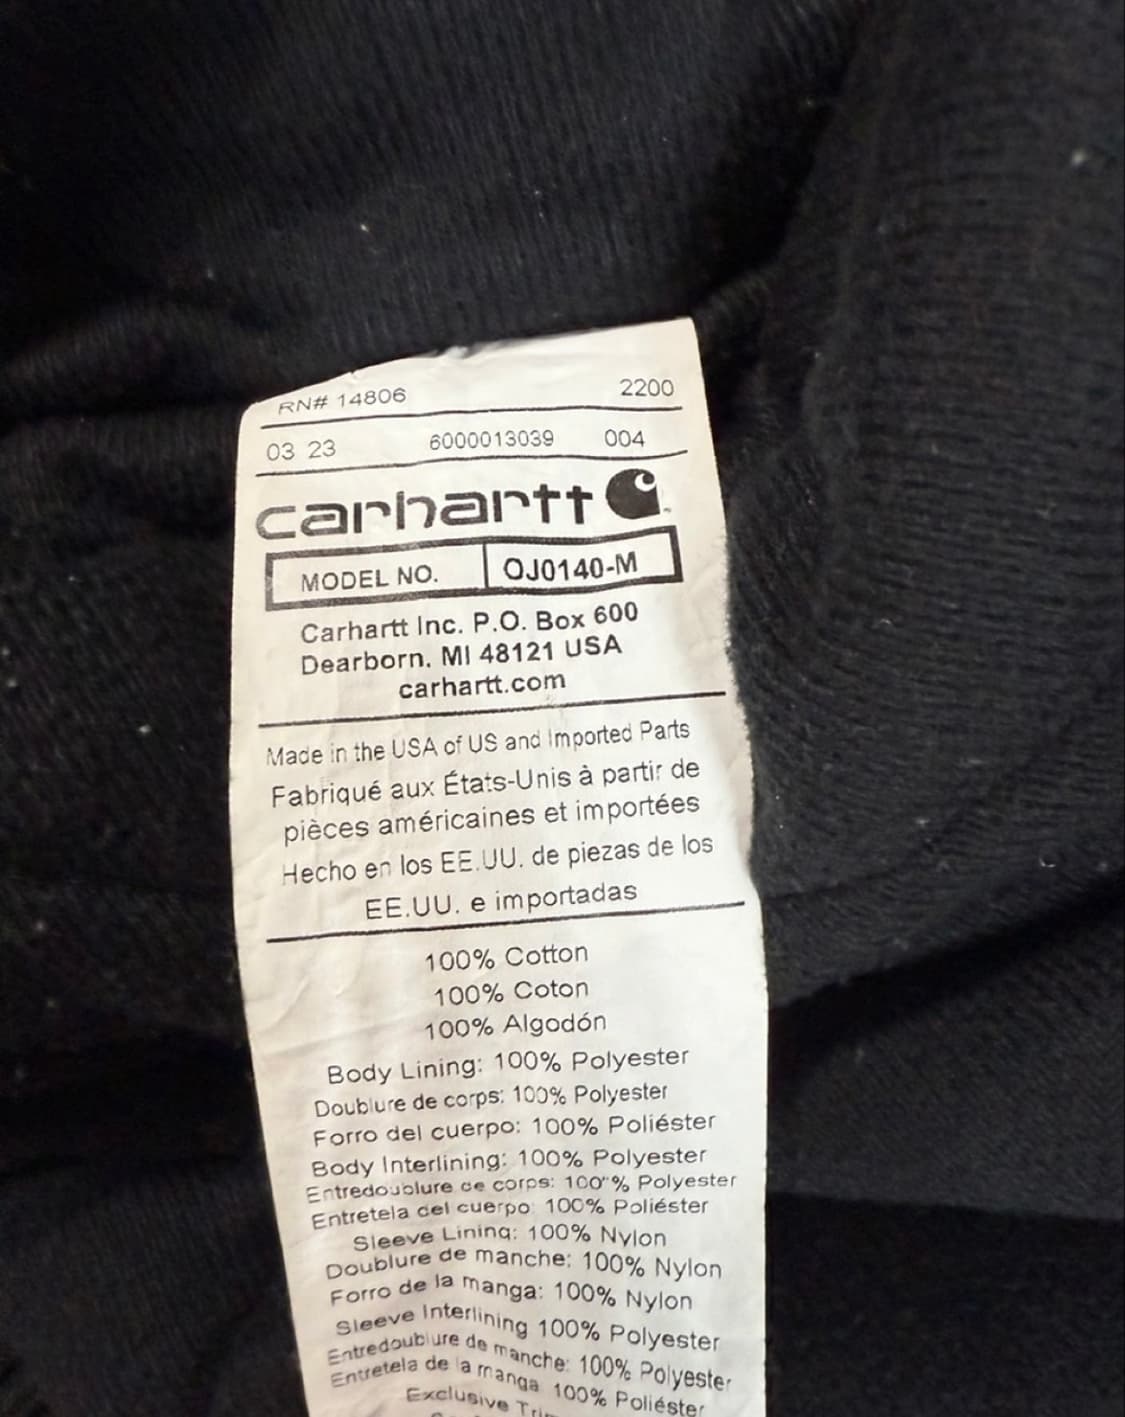 RN# 14806 2200
03 23 6000013039 004
carhartt
MODEL NO. OJ0140-M
Carhartt Inc. P.O. Box 600
Dearborn, MI 48121 USA
carhartt.com
Made in the USA of US and Imported Parts
Fabriqué aux États-Unis à partir de
pièces américaines et importées
Hecho en los EE.UU. de piezas de los
EE.UU. e importadas
100% Cotton
100% Coton
100% Algodón
Body Lining: 100% Polyester
Doublure de corps: 100% Polyester
Forro del cuerpo: 100% Poliéster
Body Interlining: 100% Polyester
Entredoublure de corps: 100% Polyester
Entretela del cuerpo: 100% Poliéster
Sleeve Lining: 100% Nylon
Doublure de manche: 100% Nylon
Forro de la manga: 100% Nylon
Sleeve Interlining 100% Polyester
Entredoublure de manche: 100% Polyester
Entretela de la manga 100% Poliéster
Exclusive